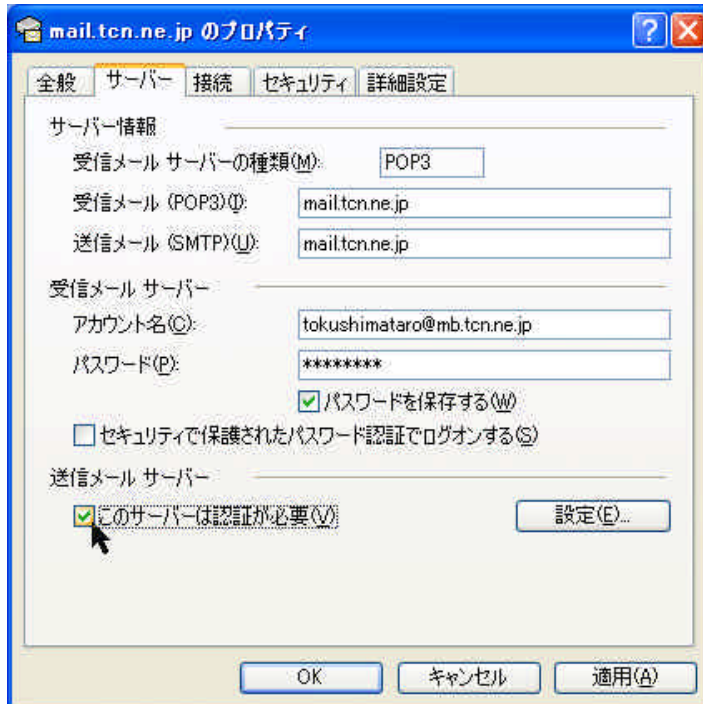 mail.tcn.ne.jp のプロパティ
全般 サーバー 接続 セキュリティ 詳細設定
サーバー情報
受信メール サーバーの種類(M): POP3
受信メール (POP3)(I): mail.tcn.ne.jp
送信メール (SMTP)(U): mail.tcn.ne.jp
受信メール サーバー
アカウント名(C): tokushimataro@mb.tcn.ne.jp
パスワード(P): ********
パスワードを保存する(W)
セキュリティで保護されたパスワード認証でログオンする(S)
送信メール サーバー
このサーバーは認証が必要(V) 設定(E)...
OK キャンセル 適用(A)